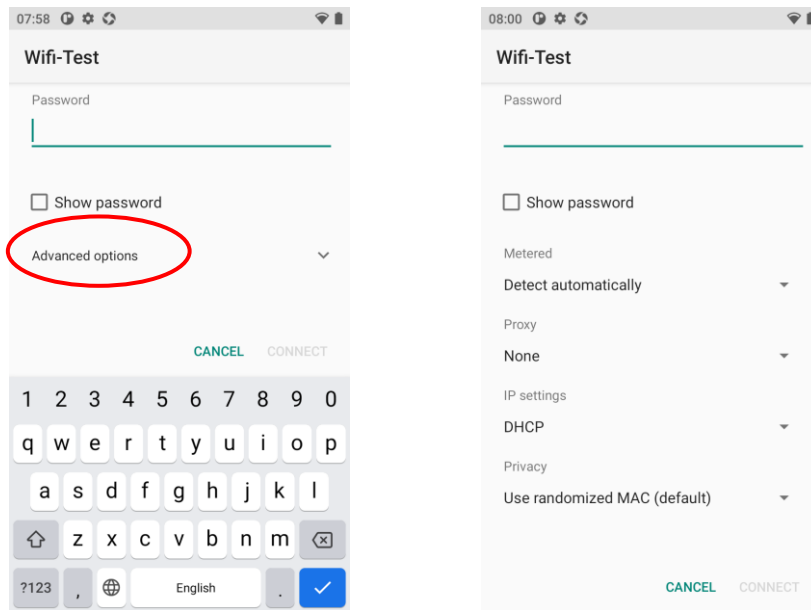 07:58
Wifi-Test
Password
Show password
Advanced options
CANCEL CONNECT
1 2 3 4 5 6 7 8 9 0
q w e r t y u i o p
a s d f g h j k l
z x c v b n m
?123 , English .
08:00
Wifi-Test
Password
Show password
Metered
Detect automatically
Proxy
None
IP settings
DHCP
Privacy
Use randomized MAC (default)
CANCEL CONNECT